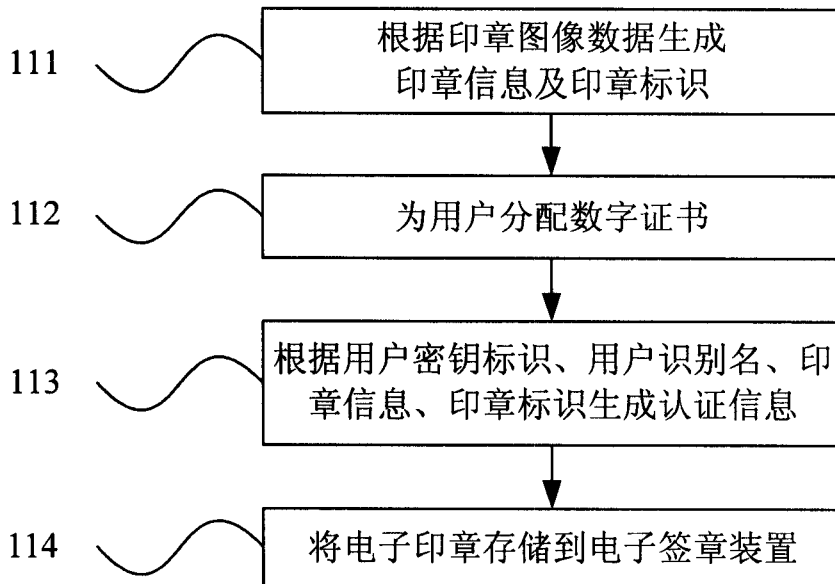 111
根据印章图像数据生成
印章信息及印章标识
112
为用户分配数字证书
113
根据用户密钥标识、用户识别名、印
章信息、印章标识生成认证信息
114
将电子印章存储到电子签章装置